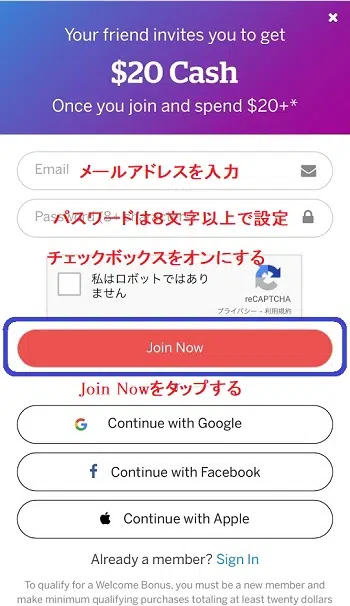 Your friend invites you to get
$20 Cash
Once you join and spend $20+*
Email メールアドレスを入力
パスワードは8文字以上で設定
チェックボックスをオンにする
私はロボットではあり
ません
reCAPTCHA
プライバシー - 利用規約
Join Now
Join Nowをタップする
Continue with Google
Continue with Facebook
Continue with Apple
Already a member? Sign In
To qualify for a Welcome Bonus, you must be a new member and
make minimum qualifying purchases totaling at least twenty dollars